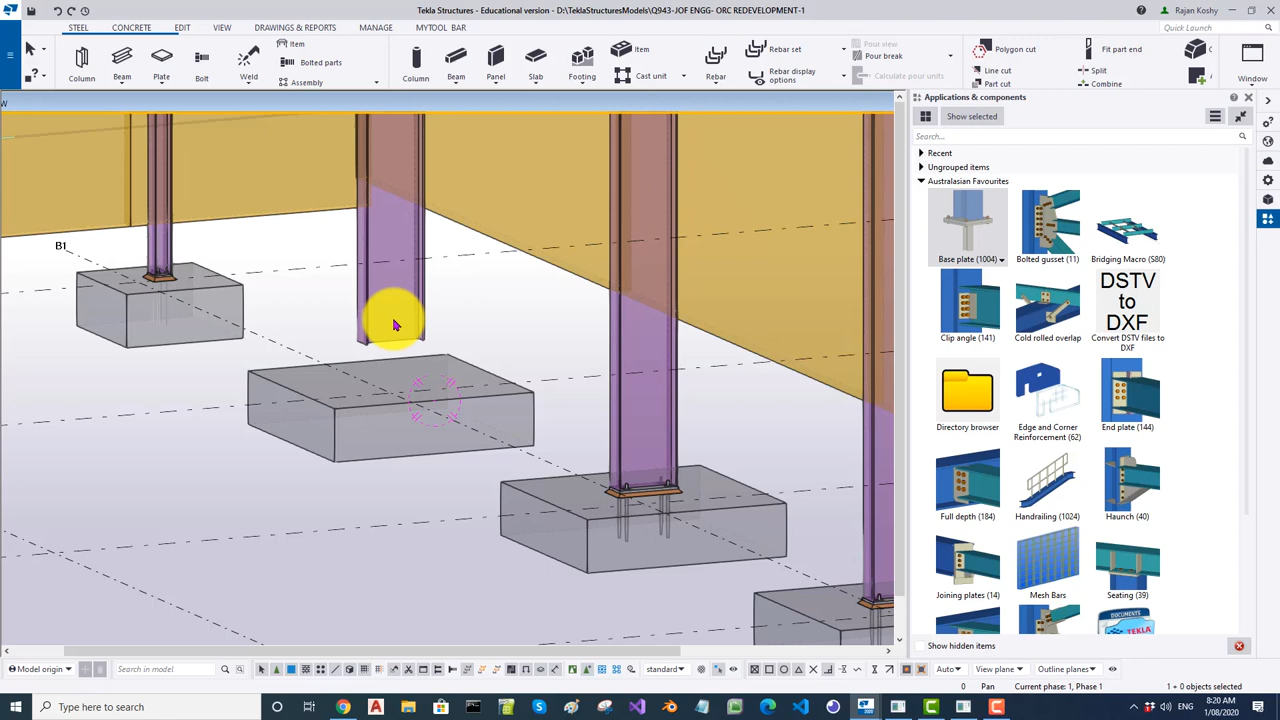 Tekla Structures - Educational version - D:\TeklaStructuresModels\Q943-JOF ENGG- ORC REDEVELOPMENT-1
Rajan Koshy
STEEL CONCRETE EDIT VIEW DRAWINGS & REPORTS MANAGE MYTOOL BAR
Quick Launch
Column Beam Plate Bolt Weld
Item
Bolted parts
Assembly
Column Beam Panel Slab Footing
Item
Cast unit
Rebar
Rebar set
Rebar display options
Pour view
Pour break
Calculate pour units
Polygon cut
Line cut
Part cut
Fit part end
Split
Combine
Window
W
B1
Applications & components
Show selected
Search...
Recent
Ungrouped items
Australasian Favourites
Base plate (1004)
Bolted gusset (11)
Bridging Macro (S80)
DSTV
to
DXF
Clip angle (141)
Cold rolled overlap
Convert DSTV files to
DXF
Directory browser
Edge and Corner
Reinforcement (62)
End plate (144)
Full depth (184)
Handrailing (1024)
Haunch (40)
Joining plates (14)
Mesh Bars
Seating (39)
DOCUMENTS
TEKLA
Show hidden items
Model origin
Search in model
standard
Auto
View plane
Outline planes
0 Pan Current phase: 1, Phase 1 1 + 0 objects selected
Type here to search
ENG
8:20 AM
1/08/2020